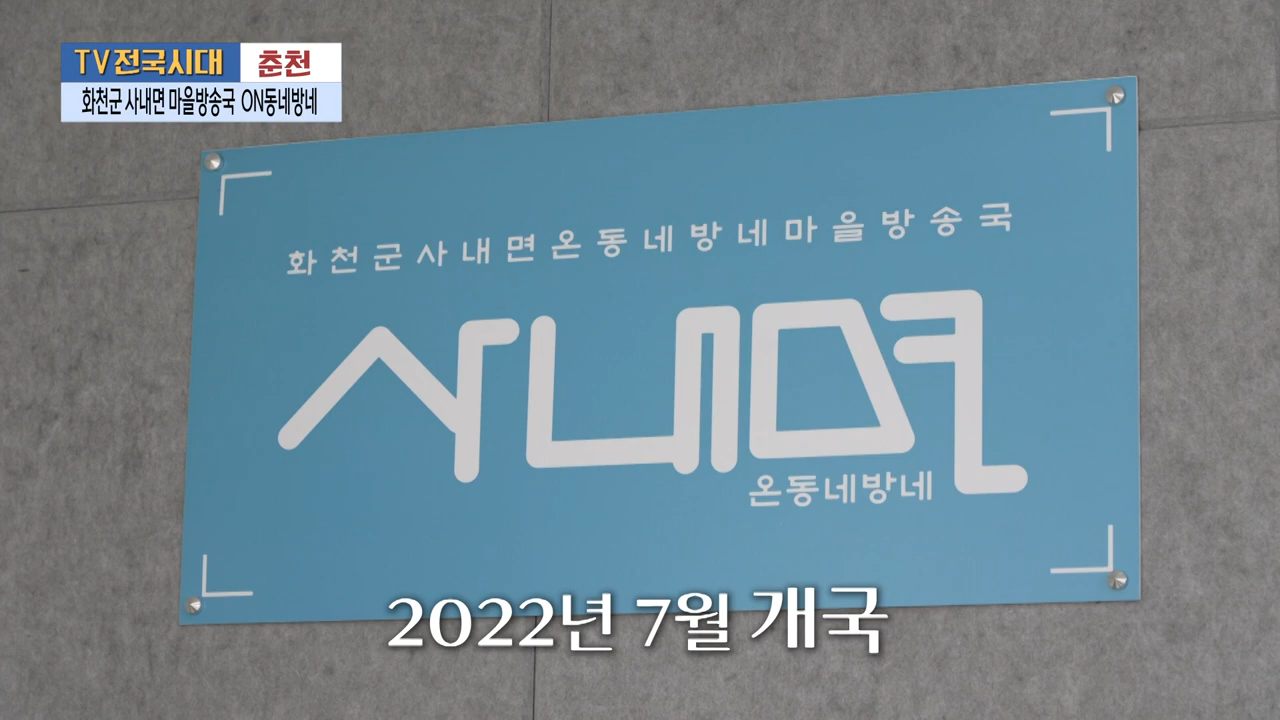 TV전국시대 춘천
화천군 사내면 마을방송국 ON동네방네
화천군사내면온동네방네마을방송국
사내면
온동네방네
2022년 7월 개국